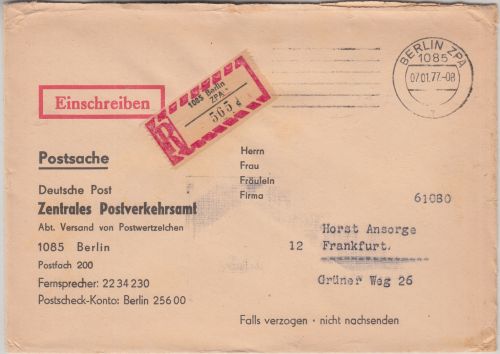 BERLIN ZPA
1085
07.01.77.-08
Einschreiben
R
1085 Berlin
ZPA -
565 d
Postsache
Deutsche Post
Zentrales Postverkehrsamt
Abt. Versand von Postwertzeichen
1085 Berlin
Postfach 200
Fernsprecher: 22 34 230
Postscheck-Konto: Berlin 256 00
Herrn
Frau
Fräulein
Firma
61080
Horst Ansorge
12 Frankfurt.
Grüner Weg 26
Falls verzogen · nicht nachsenden